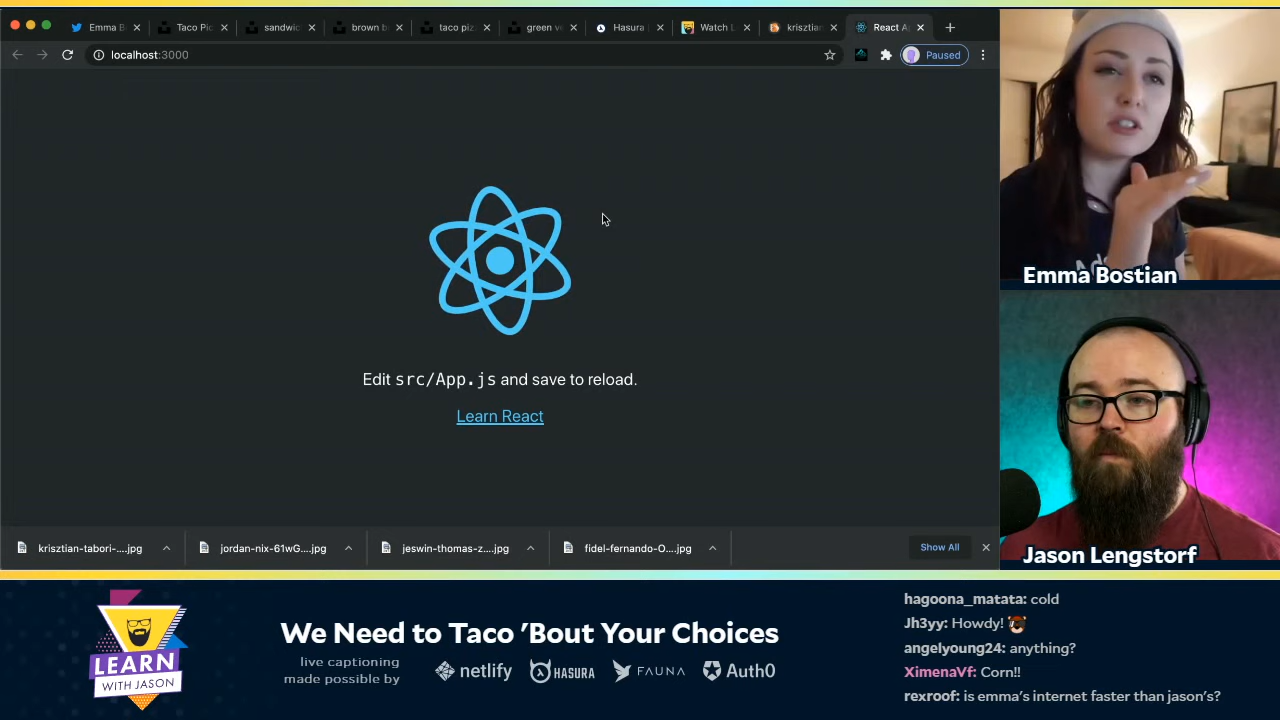 Emma B
Taco Pic
sandwic
brown b
taco piz
green ve
Hasura
Watch L
krisztian
React A
localhost:3000
Paused
Edit src/App.js and save to reload.
Learn React
krisztian-tabori-....jpg
jordan-nix-61wG....jpg
jeswin-thomas-z....jpg
fidel-fernando-O....jpg
Show All
Emma Bostian
Jason Lengstorf
LEARN
WITH JASON
We Need to Taco ’Bout Your Choices
live captioning
made possible by
netlify
HASURA
FAUNA
Auth0
hagoona_matata: cold
Jh3yy: Howdy!
angelyoung24: anything?
XimenaVf: Corn!!
rexroof: is emma’s internet faster than jason’s?